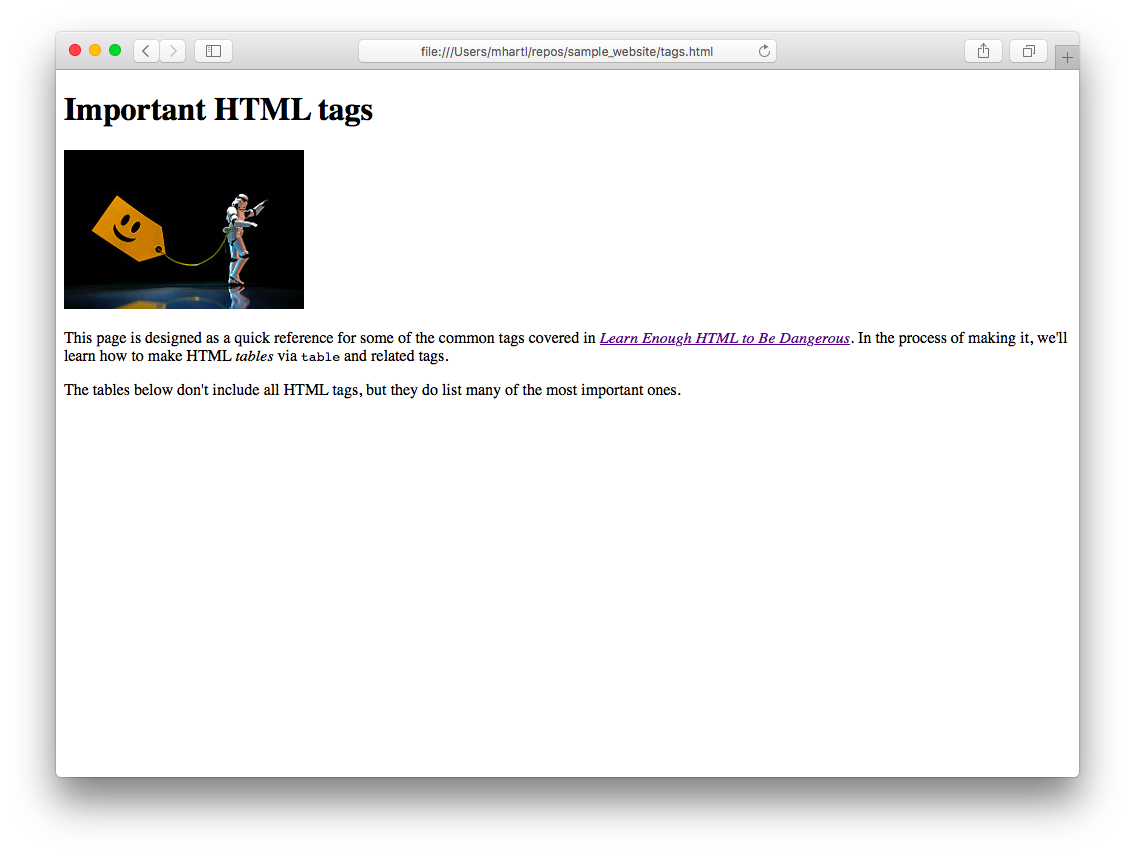 file:///Users/mhartl/repos/sample_website/tags.html
Important HTML tags
This page is designed as a quick reference for some of the common tags covered in Learn Enough HTML to Be Dangerous. In the process of making it, we'll
learn how to make HTML tables via table and related tags.
The tables below don't include all HTML tags, but they do list many of the most important ones.